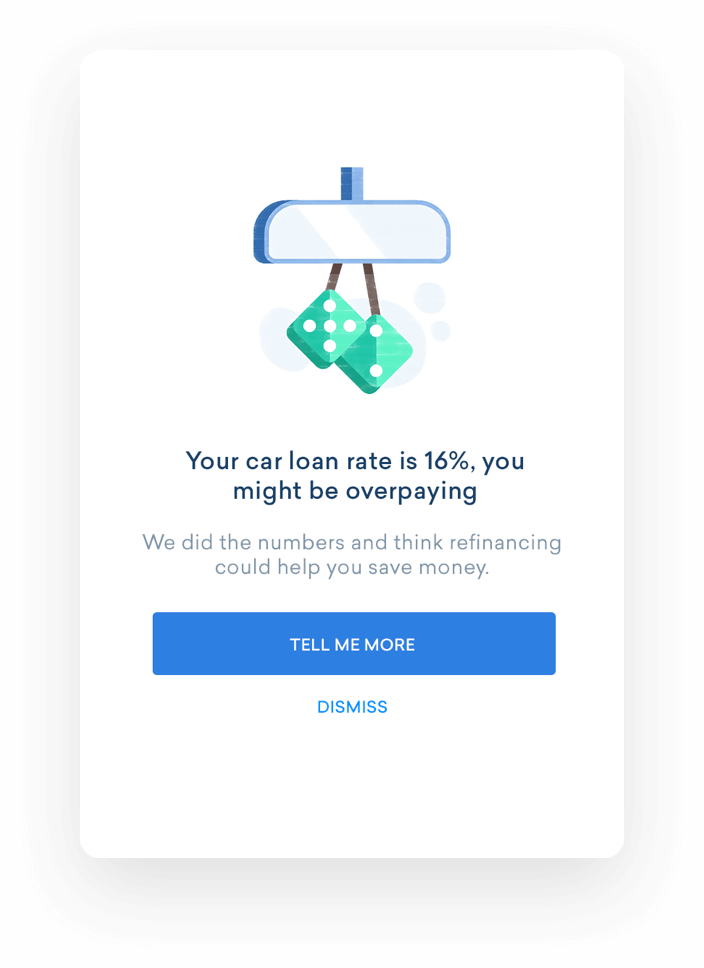 Your car loan rate is 16%, you
might be overpaying
We did the numbers and think refinancing
could help you save money.
TELL ME MORE
DISMISS